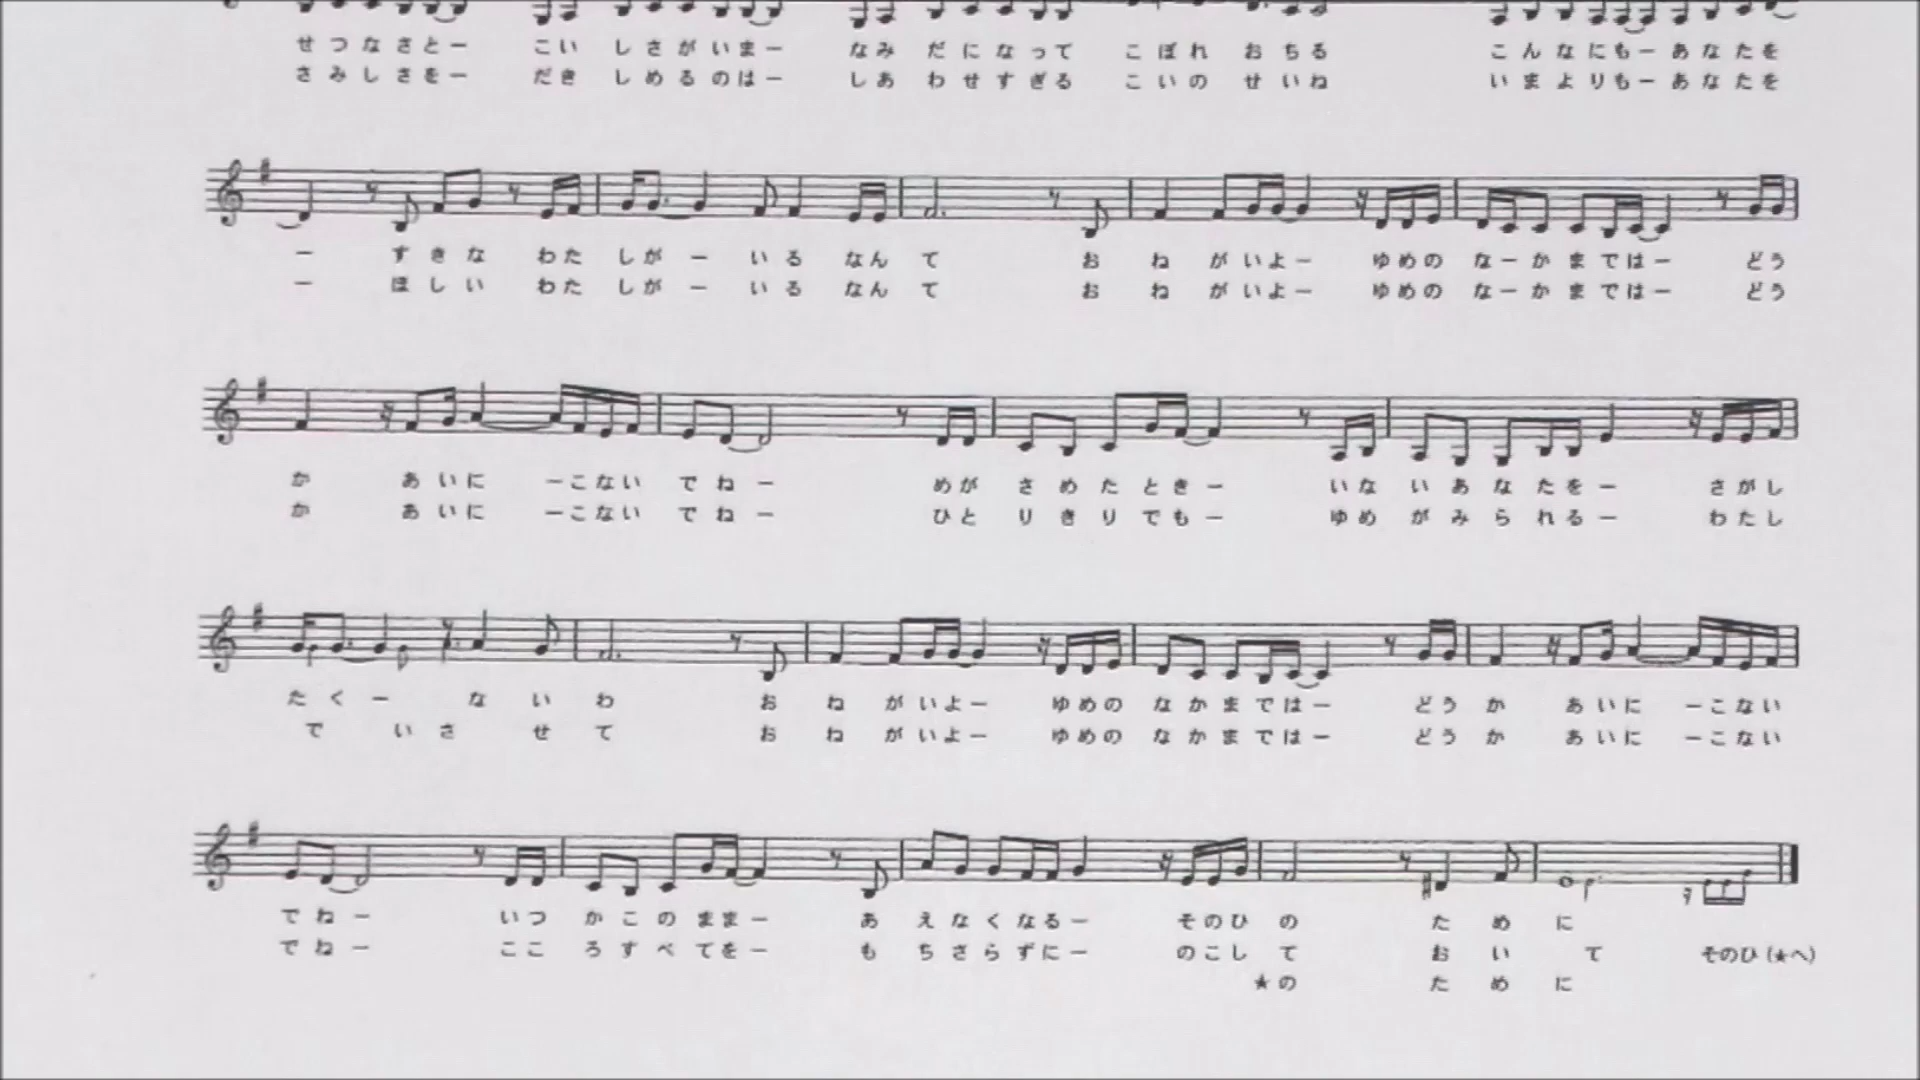 せつなさとー こい しさがいまー なみ だになって こぼれ おちる こんなにもーあなたを
さみしさをー だき しめるのはー しあ わせすぎる こいの せいね いまよりもーあなたを
ー すきな わた しが ー いる なん て お ね がいよー ゆめの なーかまではー どう
ー ほしい わた しが ー いる なん て お ね がいよー ゆめの なーかまではー どう
か あいに ーこない でねー めが さめたときー いな いあなたをー さがし
か あいに ーこない でねー ひと りきりでもー ゆめ がみられるー わたし
たくー ない わ お ね がいよー ゆめの なかまではー どう か あいに ーこない
で いさ せ て お ね がいよー ゆめの なかまではー どう か あいに ーこない
でねー いつ かこのままー あ えなくなるー そのひ の ため に
でねー ここ ろすべてをー も ちさらずにー のこし て おい て そのひ(★へ)
★の ため に